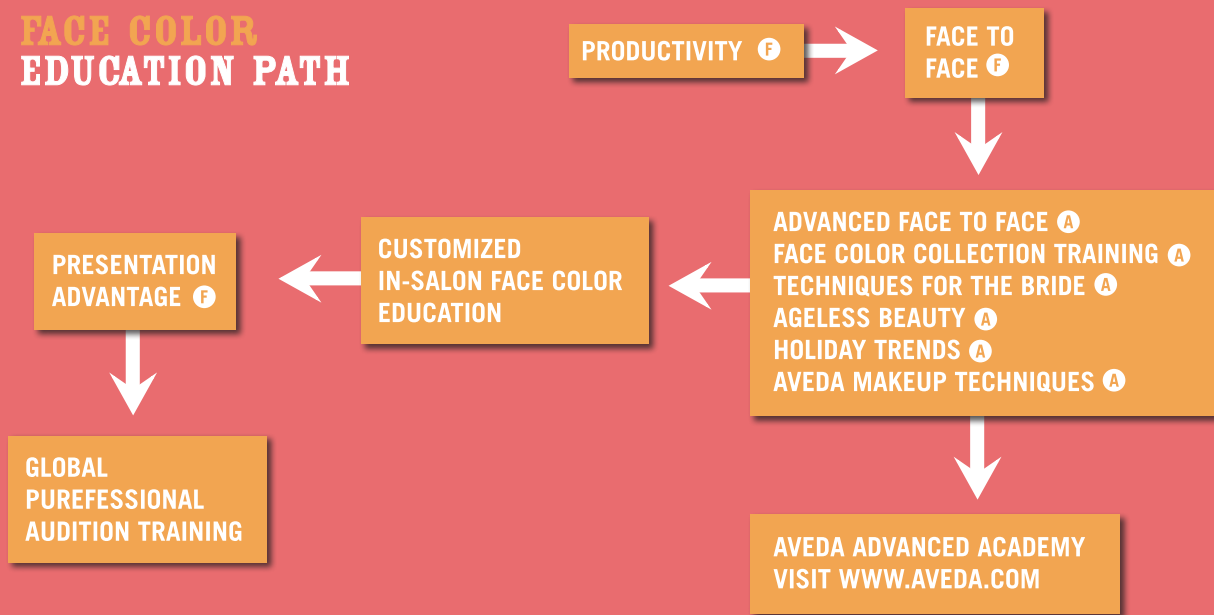 FACE COLOR
EDUCATION PATH
PRODUCTIVITY F
FACE TO
FACE F
ADVANCED FACE TO FACE A
FACE COLOR COLLECTION TRAINING A
TECHNIQUES FOR THE BRIDE A
AGELESS BEAUTY A
HOLIDAY TRENDS A
AVEDA MAKEUP TECHNIQUES A
CUSTOMIZED
IN-SALON FACE COLOR
EDUCATION
PRESENTATION
ADVANTAGE F
GLOBAL
PUREFESSIONAL
AUDITION TRAINING
AVEDA ADVANCED ACADEMY
VISIT WWW.AVEDA.COM